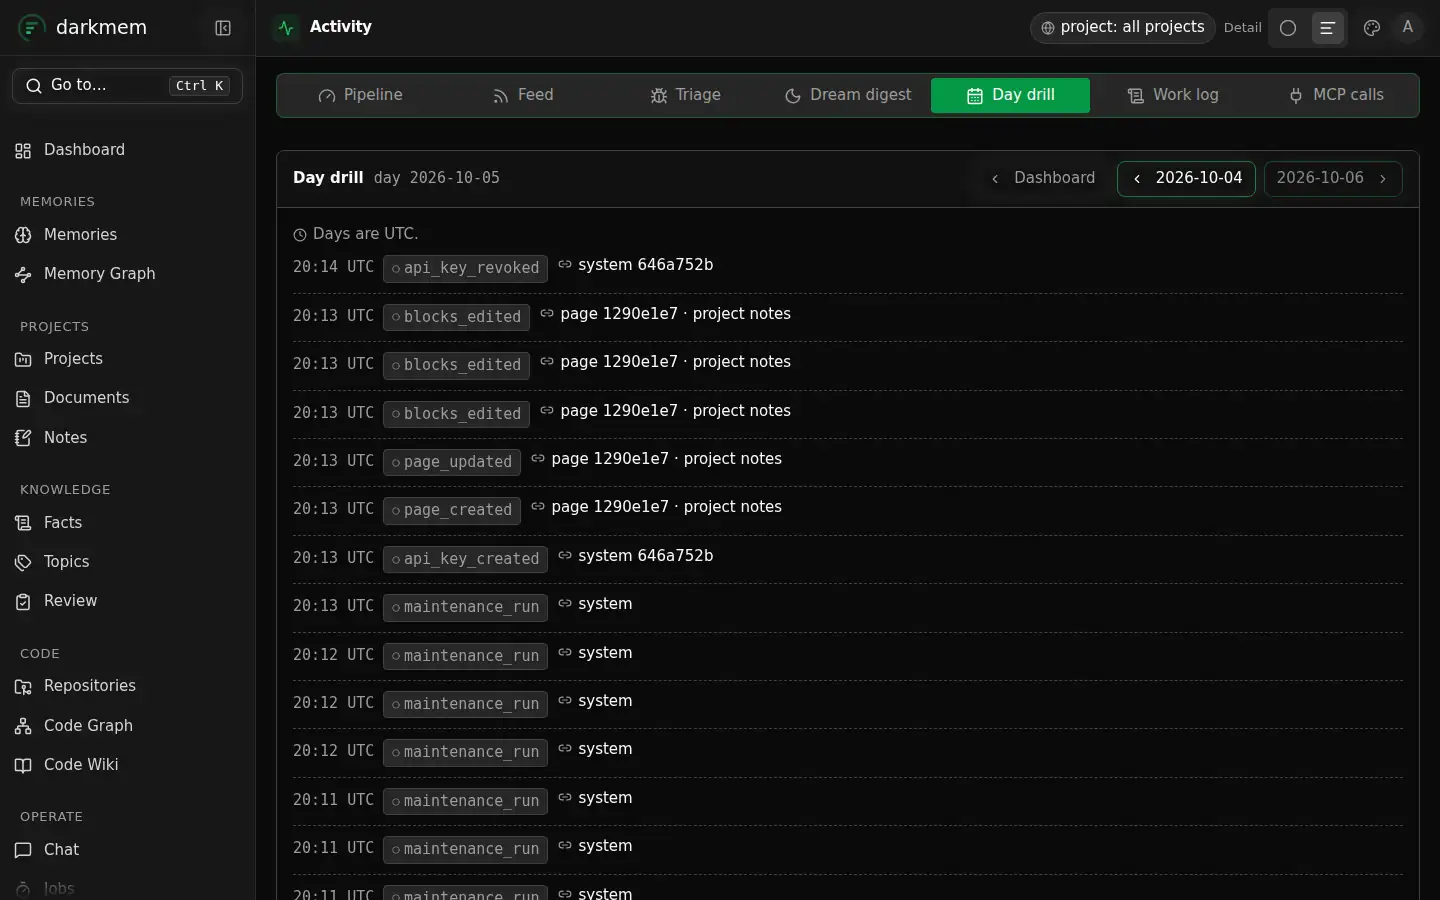 darkmem
Go to...
Ctrl K
Dashboard
MEMORIES
Memories
Memory Graph
PROJECTS
Projects
Documents
Notes
KNOWLEDGE
Facts
Topics
Review
CODE
Repositories
Code Graph
Code Wiki
OPERATE
Chat
Jobs
Activity
project: all projects
Detail
A
Pipeline
Feed
Triage
Dream digest
Day drill
Work log
MCP calls
Day drill day 2026-10-05
Dashboard
2026-10-04
2026-10-06
Days are UTC.
20:14 UTC api_key_revoked system 646a752b
20:13 UTC blocks_edited page 1290e1e7 · project notes
20:13 UTC blocks_edited page 1290e1e7 · project notes
20:13 UTC blocks_edited page 1290e1e7 · project notes
20:13 UTC page_updated page 1290e1e7 · project notes
20:13 UTC page_created page 1290e1e7 · project notes
20:13 UTC api_key_created system 646a752b
20:13 UTC maintenance_run system
20:12 UTC maintenance_run system
20:12 UTC maintenance_run system
20:12 UTC maintenance_run system
20:11 UTC maintenance_run system
20:11 UTC maintenance_run system
20:11 UTC maintenance_run system